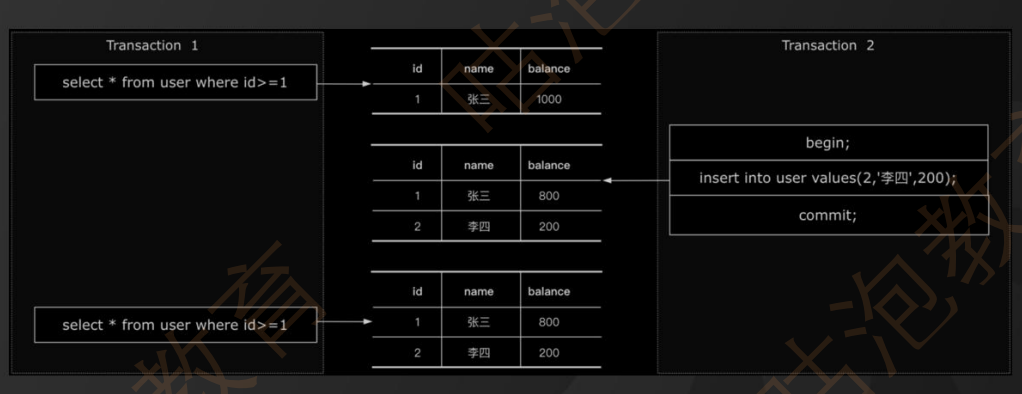 Transaction 1
Transaction 2
select * from user where id>=1
id name balance
1 张三 1000
begin;
insert into user values(2,'李四',200);
commit;
id name balance
1 张三 800
2 李四 200
select * from user where id>=1
id name balance
1 张三 800
2 李四 200
咕泡
教育
咕泡教